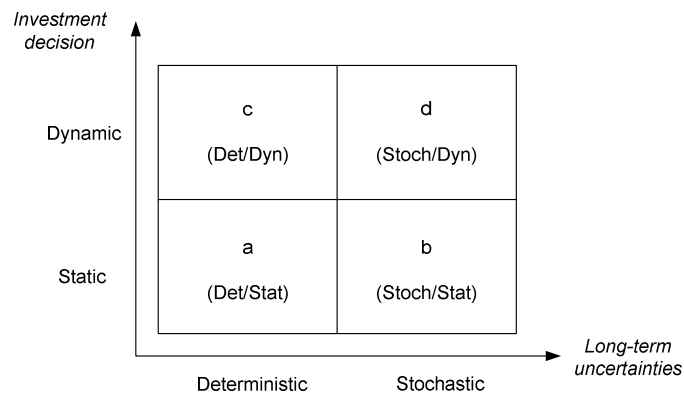 Investment
decision
Dynamic
c
d
(Det/Dyn)
(Stoch/Dyn)
Static
a
b
(Det/Stat)
(Stoch/Stat)
Long-term
uncertainties
Deterministic
Stochastic